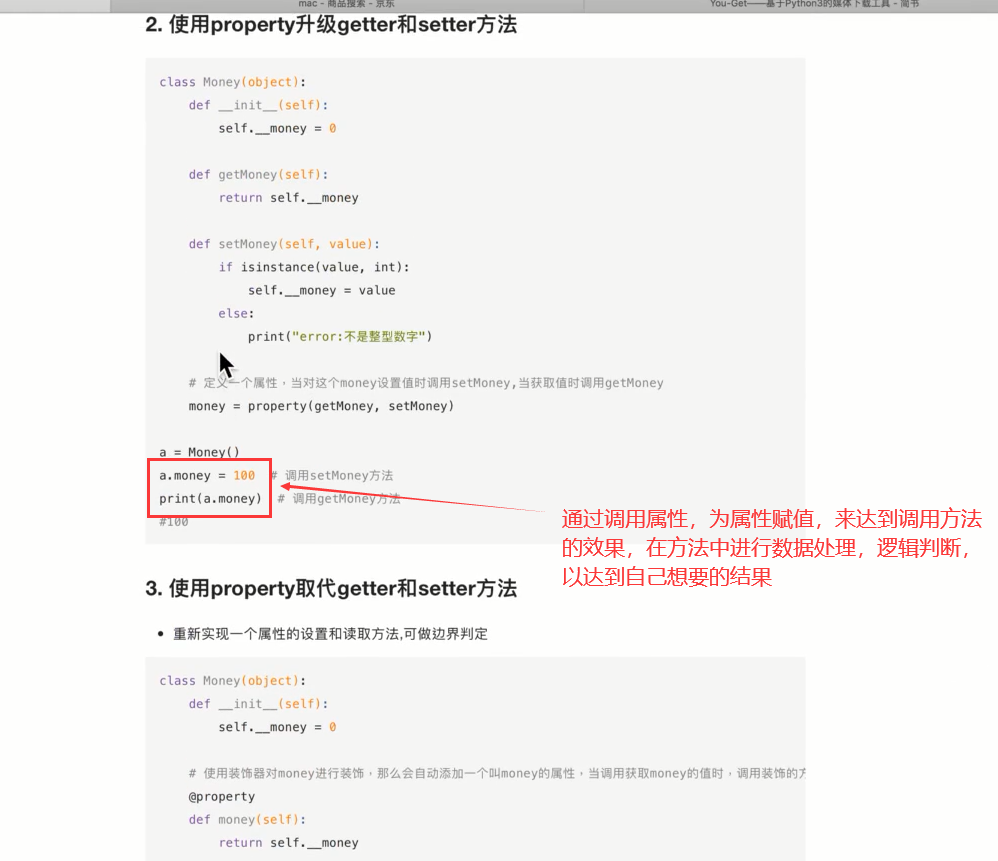 mac - 商品搜索 - 京东
You-Get——基于Python3的媒体下载工具 - 简书
2. 使用property升级getter和setter方法
class Money(object):
def __init__(self):
self.__money = 0
def getMoney(self):
return self.__money
def setMoney(self, value):
if isinstance(value, int):
self.__money = value
else:
print("error:不是整型数字")
# 定义一个属性，当对这个money设置值时调用setMoney,当获取值时调用getMoney
money = property(getMoney, setMoney)
a = Money()
a.money = 100 # 调用setMoney方法
print(a.money) # 调用getMoney方法
#100
通过调用属性，为属性赋值，来达到调用方法
的效果，在方法中进行数据处理，逻辑判断，
以达到自己想要的结果
3. 使用property取代getter和setter方法
• 重新实现一个属性的设置和读取方法,可做边界判定
class Money(object):
def __init__(self):
self.__money = 0
# 使用装饰器对money进行装饰，那么会自动添加一个叫money的属性，当调用获取money的值时，调用装饰的方
@property
def money(self):
return self.__money